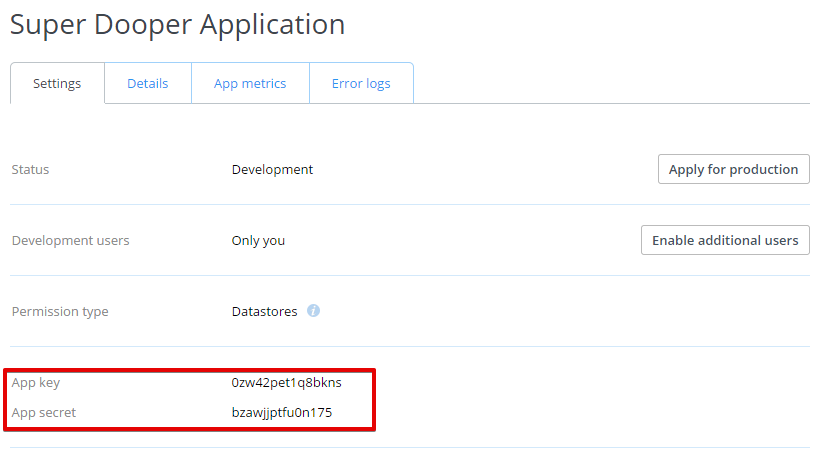 Super Dooper Application
Settings Details App metrics Error logs
Status Development Apply for production
Development users Only you Enable additional users
Permission type Datastores i
App key 0zw42pet1q8bkns
App secret bzawjjptfu0n175